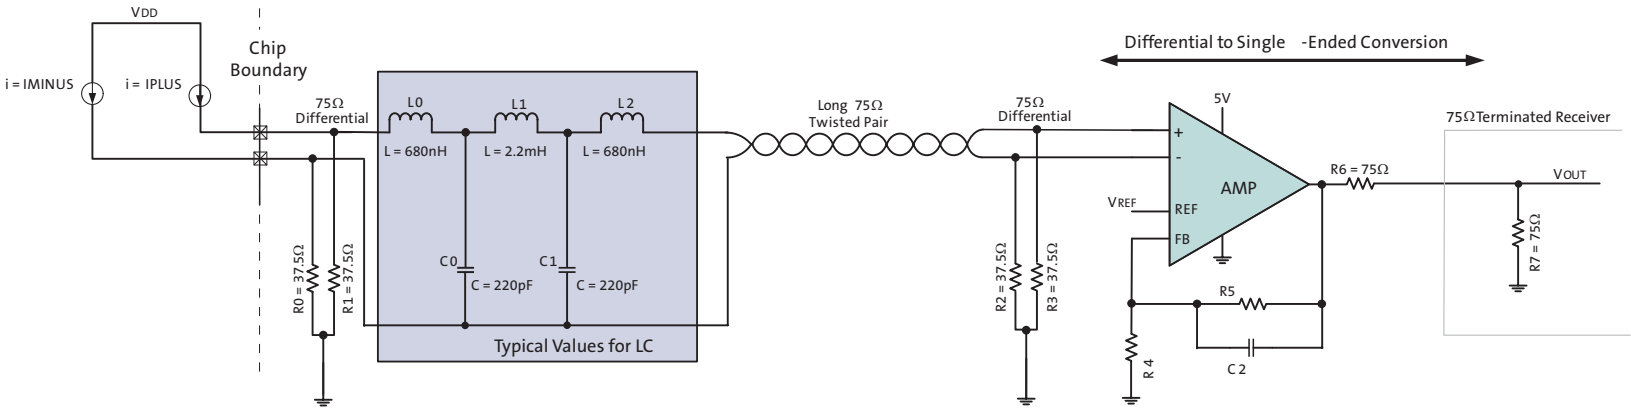 VDD
i = IMINUS
i = IPLUS
Chip
Boundary
75Ω
Differential
L0
L1
L2
L = 680nH
L = 2.2mH
L = 680nH
C0
C = 220pF
C1
C = 220pF
R0 = 37.5Ω
R1 = 37.5Ω
Typical Values for LC
Long 75Ω
Twisted Pair
75Ω
Differential
R2 = 37.5Ω
R3 = 37.5Ω
Differential to Single -Ended Conversion
5V
+
-
AMP
VREF
REF
FB
R5
R 4
C 2
R6 = 75Ω
75Ω Terminated Receiver
VOUT
R7 = 75Ω